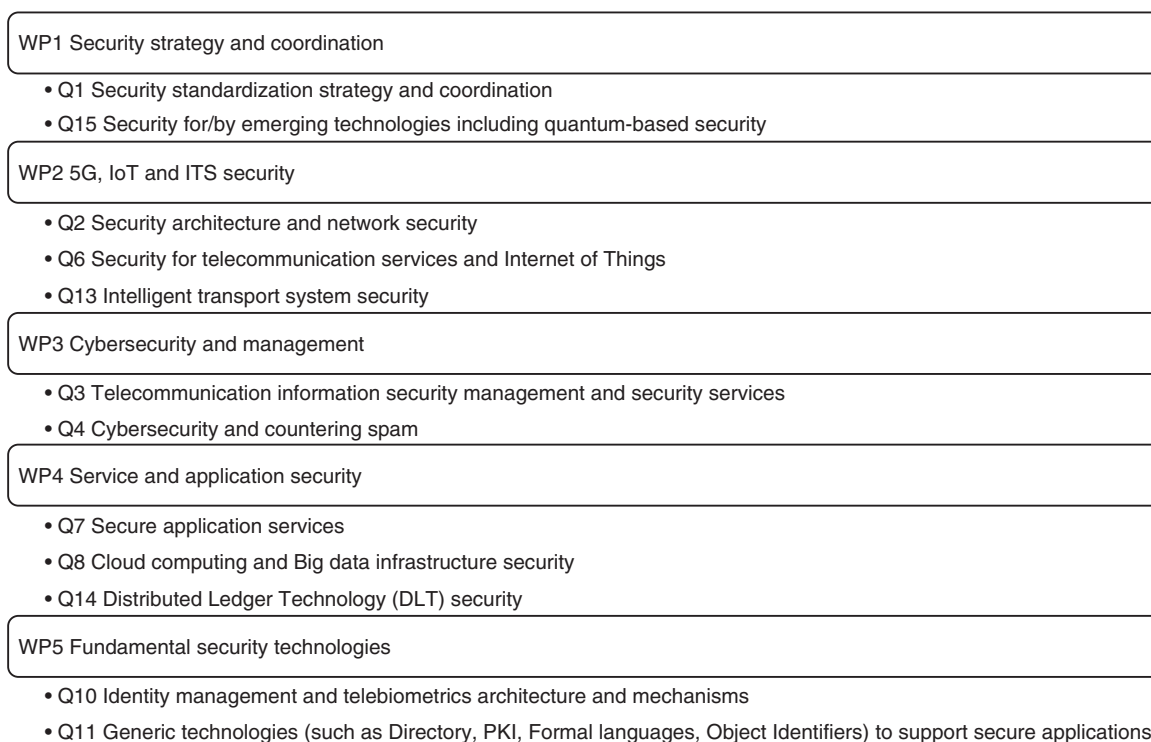 WP1 Security strategy and coordination
• Q1 Security standardization strategy and coordination
• Q15 Security for/by emerging technologies including quantum-based security
WP2 5G, IoT and ITS security
• Q2 Security architecture and network security
• Q6 Security for telecommunication services and Internet of Things
• Q13 Intelligent transport system security
WP3 Cybersecurity and management
• Q3 Telecommunication information security management and security services
• Q4 Cybersecurity and countering spam
WP4 Service and application security
• Q7 Secure application services
• Q8 Cloud computing and Big data infrastructure security
• Q14 Distributed Ledger Technology (DLT) security
WP5 Fundamental security technologies
• Q10 Identity management and telebiometrics architecture and mechanisms
• Q11 Generic technologies (such as Directory, PKI, Formal languages, Object Identifiers) to support secure applications